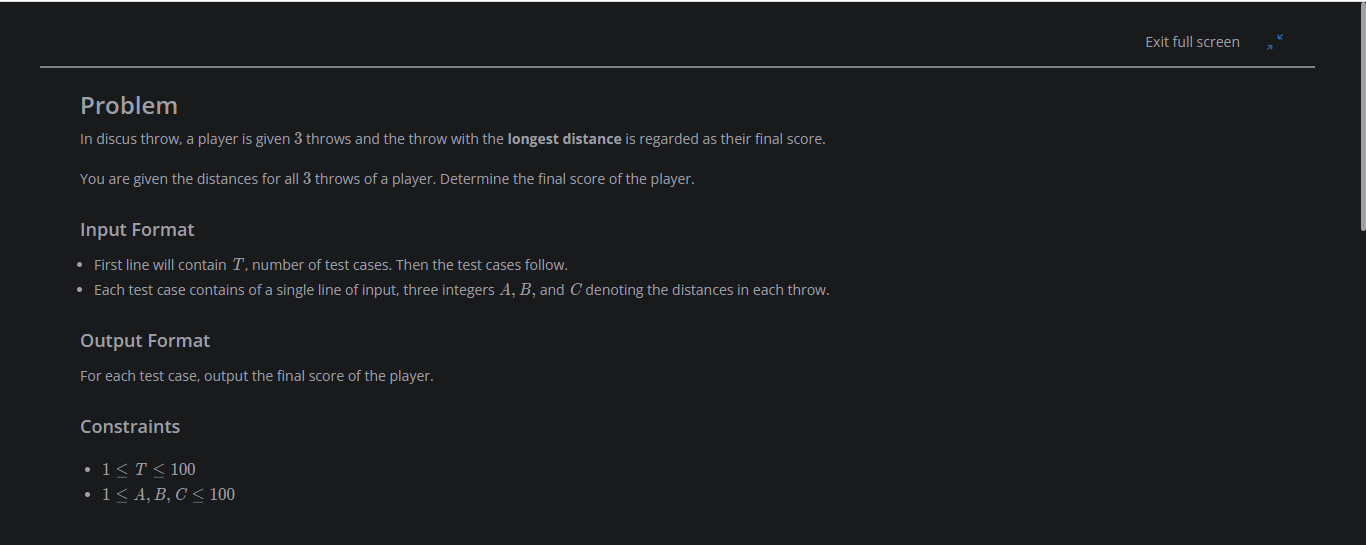 Exit full screen
Problem
In discus throw, a player is given 3 throws and the throw with the longest distance is regarded as their final score.
You are given the distances for all 3 throws of a player. Determine the final score of the player.
Input Format
• First line will contain T, number of test cases. Then the test cases follow.
• Each test case contains of a single line of input, three integers A, B, and C denoting the distances in each throw.
Output Format
For each test case, output the final score of the player.
Constraints
• 1 ≤ T ≤ 100
• 1 ≤ A, B, C ≤ 100